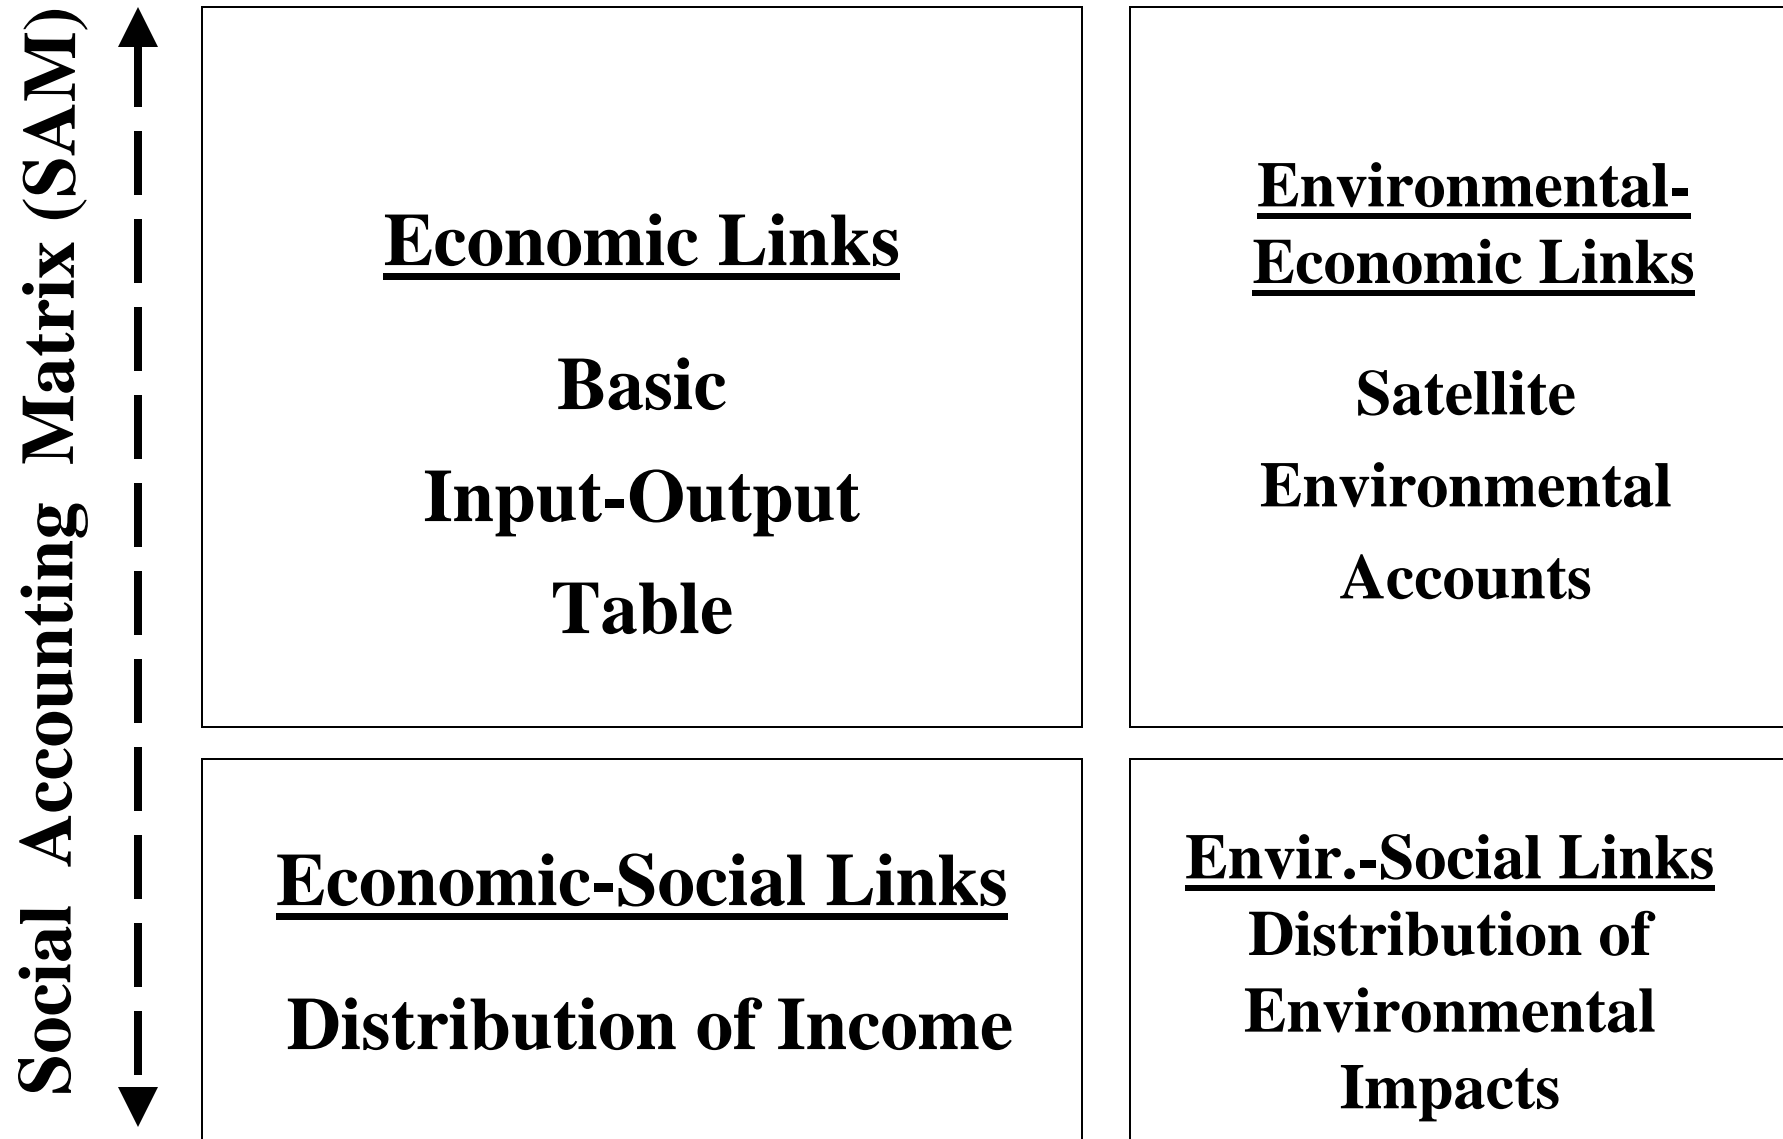 Social Accounting Matrix (SAM)
Economic Links
Basic
Input-Output
Table
Environmental-
Economic Links
Satellite
Environmental
Accounts
Economic-Social Links
Distribution of Income
Envir.-Social Links
Distribution of
Environmental
Impacts